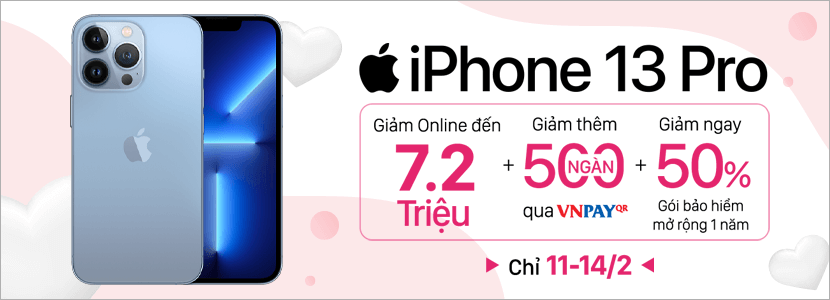 iPhone 13 Pro
Giảm Online đến
7.2
Triệu
+
Giảm thêm
500
NGÀN
qua VNPAYQR
+
Giảm ngay
50%
Gói bảo hiểm
mở rộng 1 năm
Chỉ 11-14/2